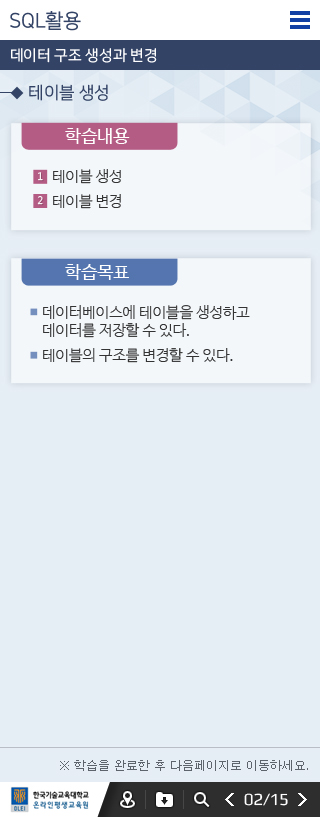 SQL활용
데이터 구조 생성과 변경
테이블 생성
학습내용
1 테이블 생성
2 테이블 변경
학습목표
데이터베이스에 테이블을 생성하고
데이터를 저장할 수 있다.
테이블의 구조를 변경할 수 있다.
※ 학습을 완료한 후 다음페이지로 이동하세요.
한국기술교육대학교
OLEI 온라인평생교육원
02/15